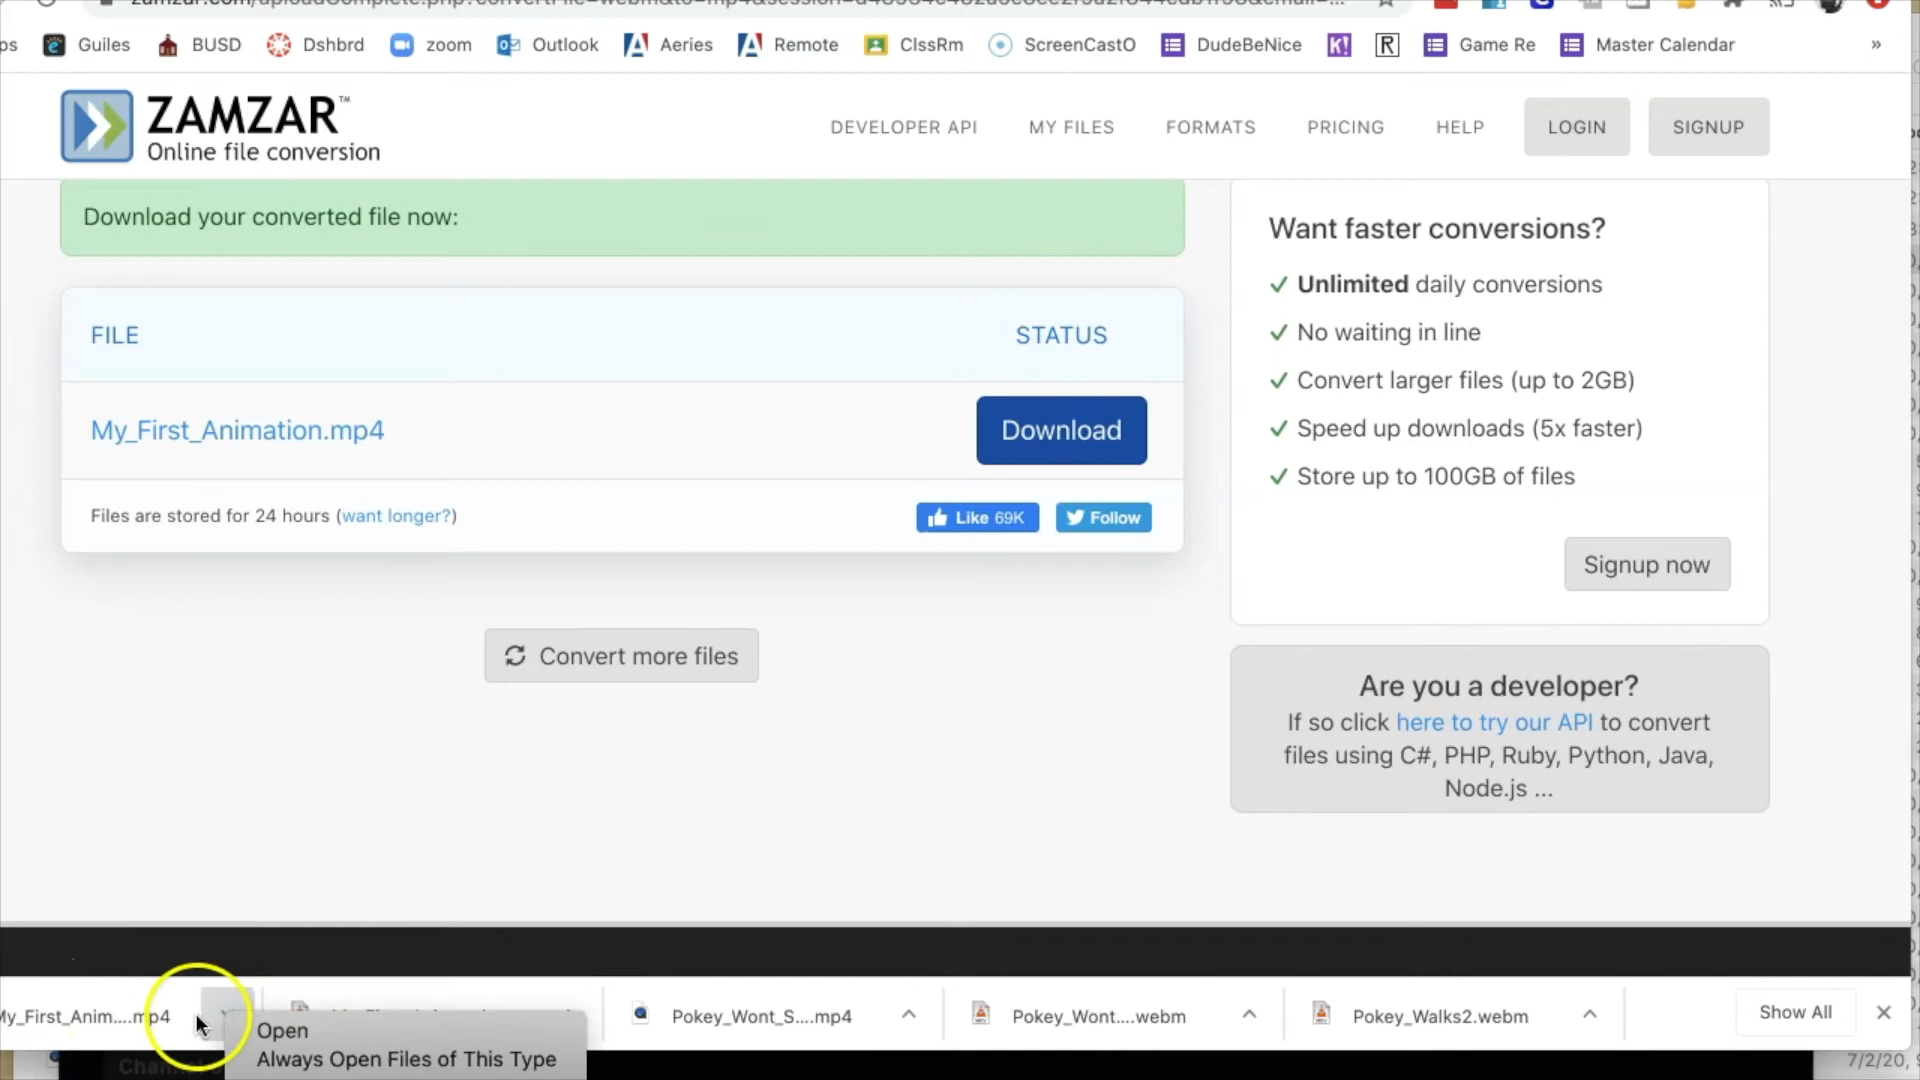 ps Guiles BUSD Dshbrd zoom Outlook Aeries Remote ClssRm ScreenCastO DudeBeNice K! R Game Re Master Calendar »
ZAMZAR™
Online file conversion
DEVELOPER API MY FILES FORMATS PRICING HELP LOGIN SIGNUP
Download your converted file now:
FILE STATUS
My_First_Animation.mp4 Download
Files are stored for 24 hours (want longer?) Like 69K Follow
Convert more files
Want faster conversions?
Unlimited daily conversions
No waiting in line
Convert larger files (up to 2GB)
Speed up downloads (5x faster)
Store up to 100GB of files
Signup now
Are you a developer?
If so click here to try our API to convert
files using C#, PHP, Ruby, Python, Java,
Node.js ...
My_First_Anim....mp4 Pokey_Wont_S....mp4 Pokey_Wont....webm Pokey_Walks2.webm Show All
Open
Always Open Files of This Type
7/2/20,